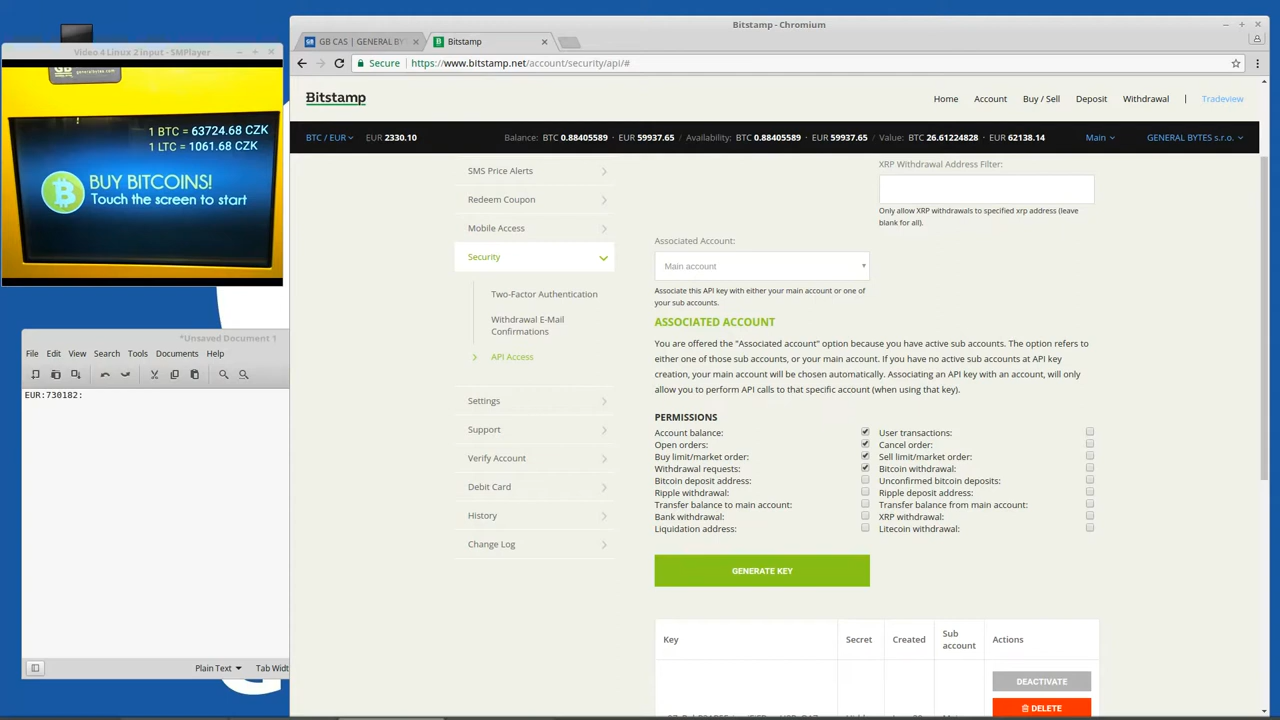 Bitstamp - Chromium
Video 4 Linux 2 input - SMPlayer
GB CAS | GENERAL BY
Bitstamp
Secure https://www.bitstamp.net/account/security/api/#
GB generalbytes.com
1 BTC = 63724.68 CZK
1 LTC = 1061.68 CZK
BUY BITCOINS!
Touch the screen to start
Bitstamp
Home Account Buy / Sell Deposit Withdrawal | Tradeview
BTC / EUR EUR 2330.10 Balance: BTC 0.88405589 · EUR 59937.65 / Availability: BTC 0.88405589 · EUR 59937.65 / Value: BTC 26.61224828 · EUR 62138.14 Main GENERAL BYTES s.r.o.
*Unsaved Document 1
File Edit View Search Tools Documents Help
EUR:730182:
Plain Text Tab Widt
SMS Price Alerts
Redeem Coupon
Mobile Access
Security
Two-Factor Authentication
Withdrawal E-Mail
Confirmations
API Access
Settings
Support
Verify Account
Debit Card
History
Change Log
XRP Withdrawal Address Filter:
Only allow XRP withdrawals to specified xrp address (leave
blank for all).
Associated Account:
Main account
Associate this API key with either your main account or one of
your sub accounts.
ASSOCIATED ACCOUNT
You are offered the "Associated account" option because you have active sub accounts. The option refers to
either one of those sub accounts, or your main account. If you have no active sub accounts at API key
creation, your main account will be chosen automatically. Associating an API key with an account, will only
allow you to perform API calls to that specific account (when using that key).
PERMISSIONS
Account balance: User transactions:
Open orders: Cancel order:
Buy limit/market order: Sell limit/market order:
Withdrawal requests: Bitcoin withdrawal:
Bitcoin deposit address: Unconfirmed bitcoin deposits:
Ripple withdrawal: Ripple deposit address:
Transfer balance to main account: Transfer balance from main account:
Bank withdrawal: XRP withdrawal:
Liquidation address: Litecoin withdrawal:
GENERATE KEY
Key Secret Created Sub account Actions
DEACTIVATE
DELETE